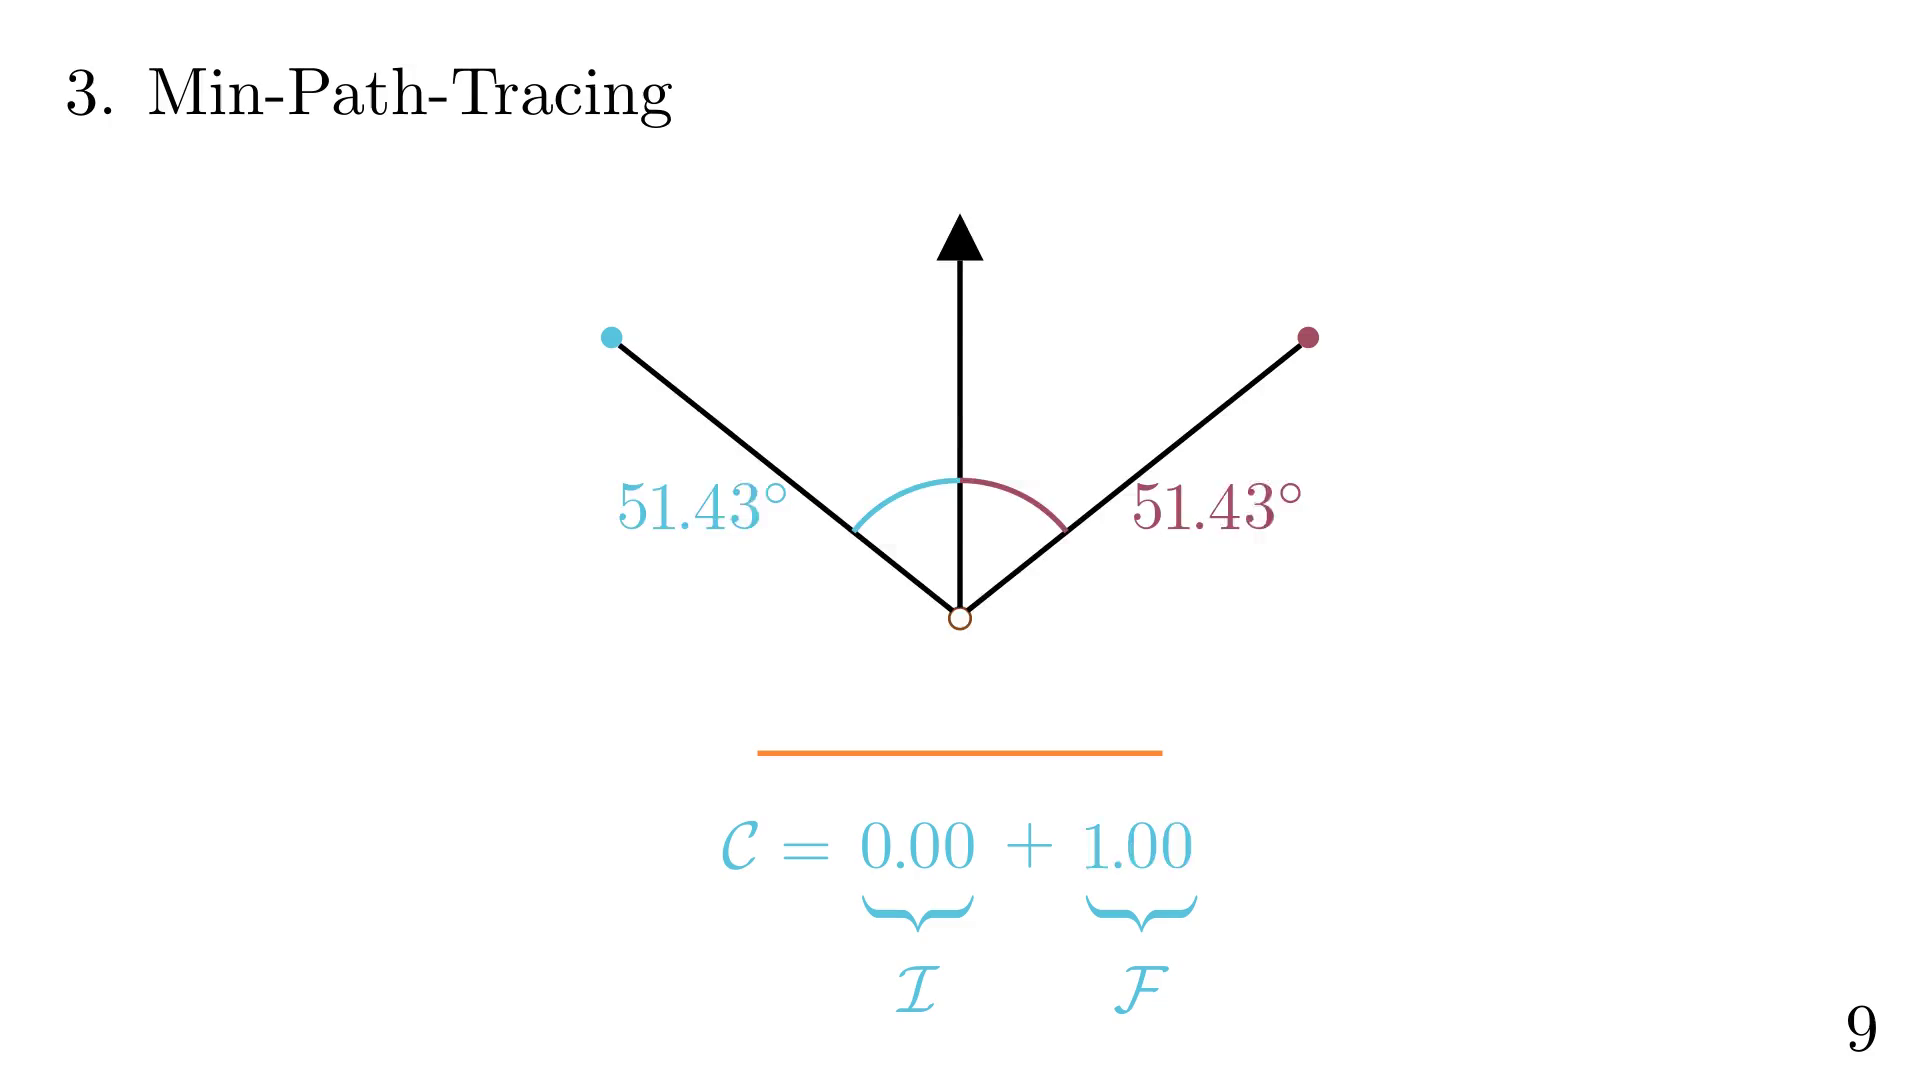 3. Min-Path-Tracing
51.43° 51.43°
𝒞 = 0.00 + 1.00
ℐ ℱ
9